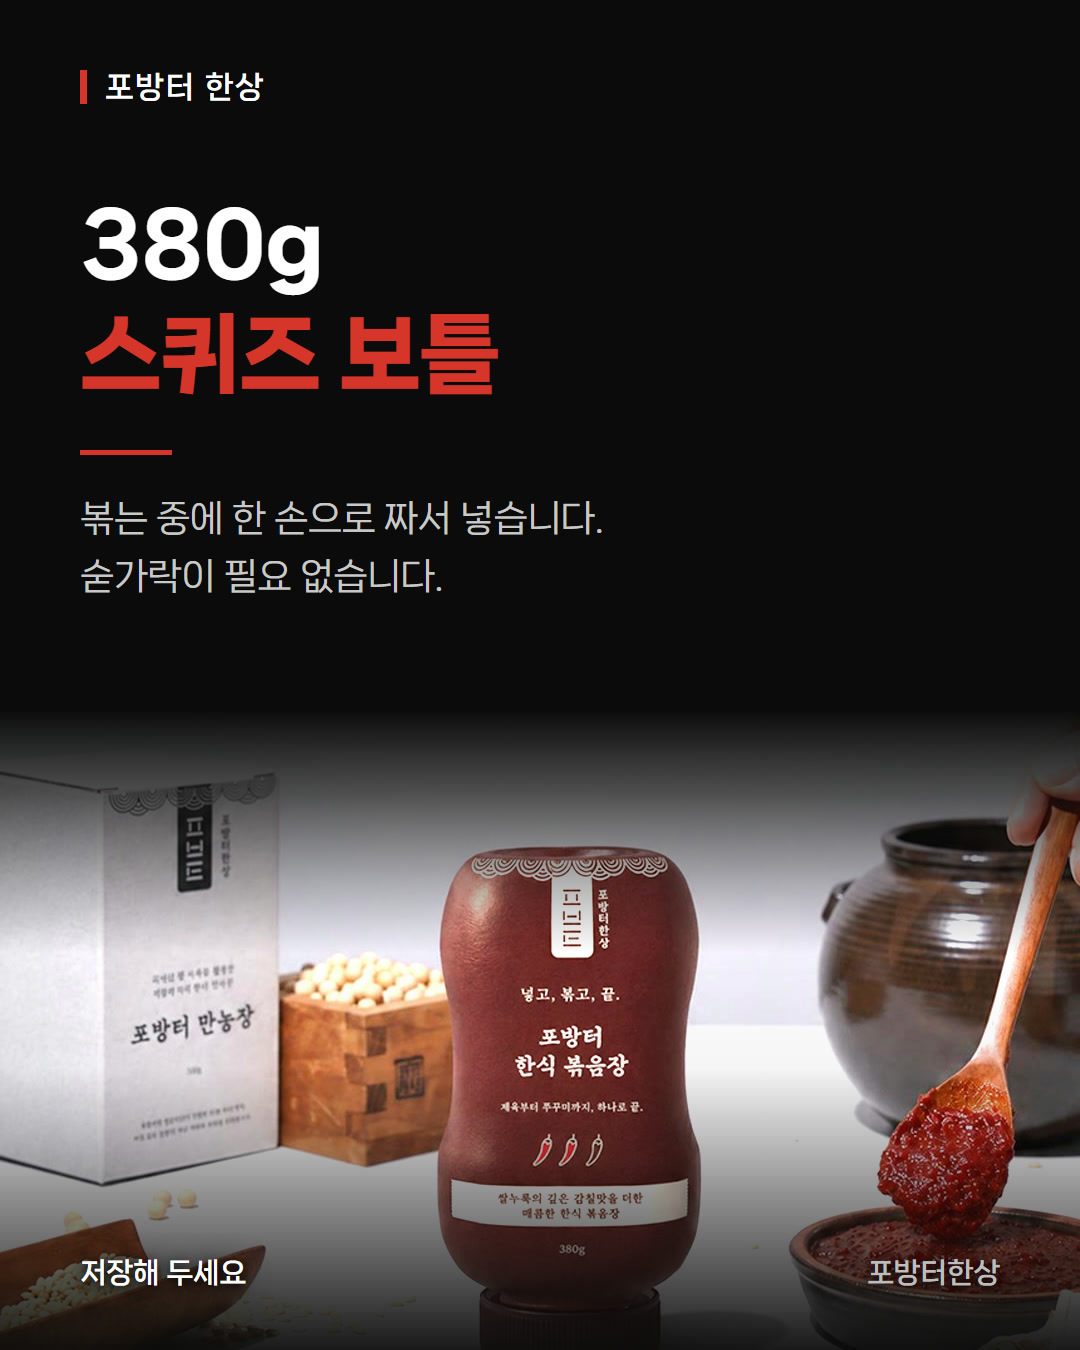 포방터 한상
380g
스퀴즈 보틀
볶는 중에 한 손으로 짜서 넣습니다.
숟가락이 필요 없습니다.
포방터한상
포방터 만능장
포방터한상
넣고, 볶고, 끝.
포방터
한식 볶음장
제육부터 쭈꾸미까지, 하나로 끝.
쌀누룩의 깊은 감칠맛을 더한
매콤한 한식 볶음장
380g
저장해 두세요
포방터한상